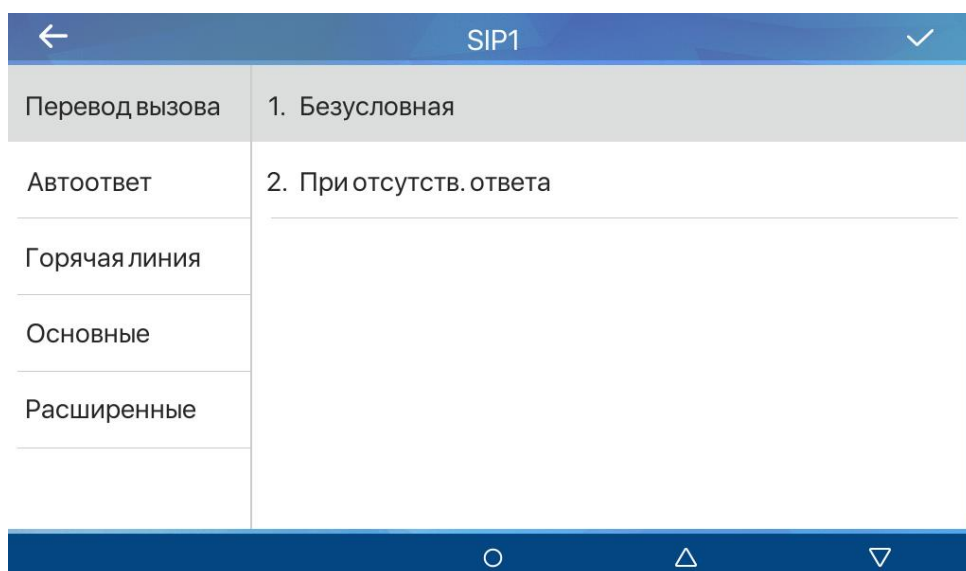 SIP1
Перевод вызова
1. Безусловная
Автоответ
2. При отсутств. ответа
Горячая линия
Основные
Расширенные